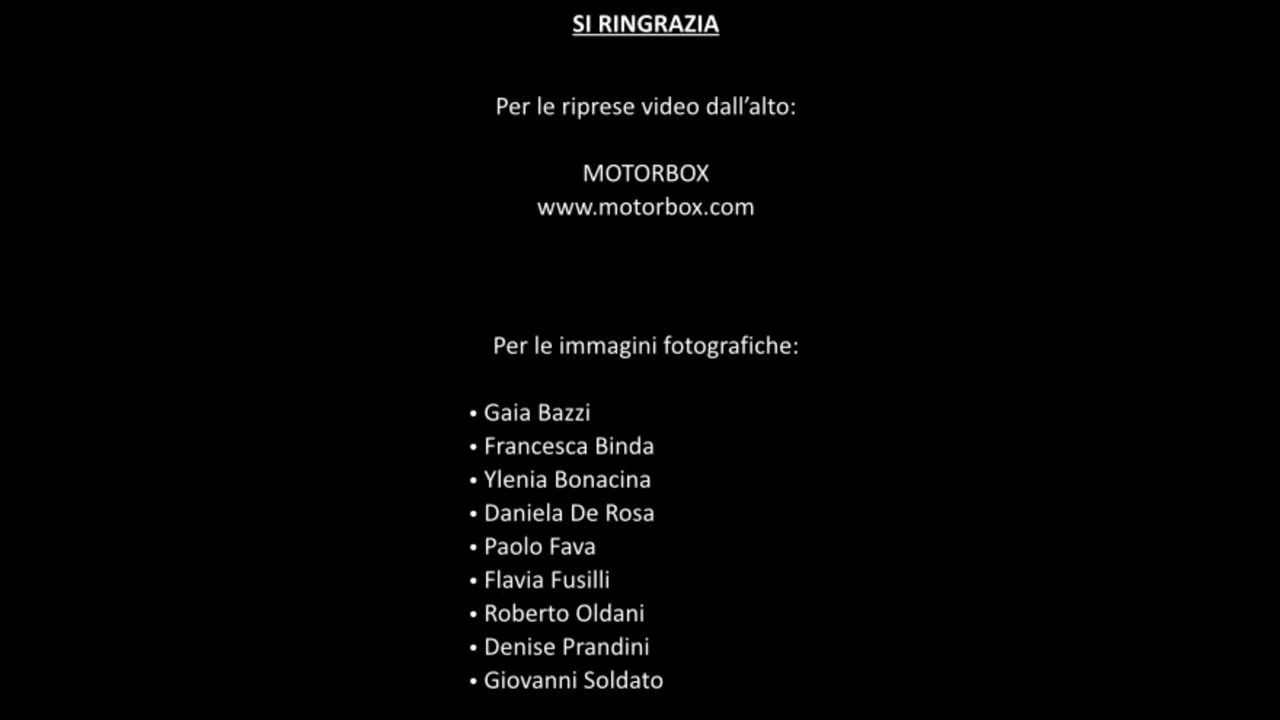 SI RINGRAZIA
Per le riprese video dall’alto:
MOTORBOX
www.motorbox.com
Per le immagini fotografiche:
• Gaia Bazzi
• Francesca Binda
• Ylenia Bonacina
• Daniela De Rosa
• Paolo Fava
• Flavia Fusilli
• Roberto Oldani
• Denise Prandini
• Giovanni Soldato